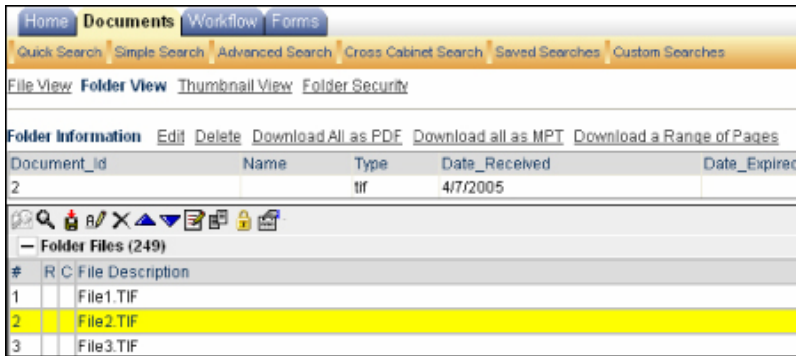 Home Documents Workflow Forms
Quick Search Simple Search Advanced Search Cross Cabinet Search Saved Searches Custom Searches
File View Folder View Thumbnail View Folder Security
Folder Information Edit Delete Download All as PDF Download all as MPT Download a Range of Pages
Document_Id Name Type Date_Received Date_Expired
2 tif 4/7/2005
Folder Files (249)
# R C File Description
1 File1.TIF
2 File2.TIF
3 File3.TIF